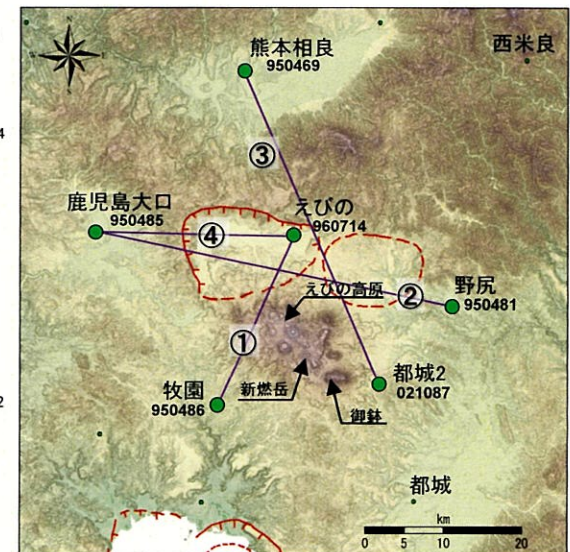 熊本相良
950469
西米良
③
鹿児島大口
950485
えびの
960714
④
えびの高原
②
野尻
950481
①
牧園
950486
新燃岳
御鉢
都城2
021087
都城
km
0 5 10 20
4
2